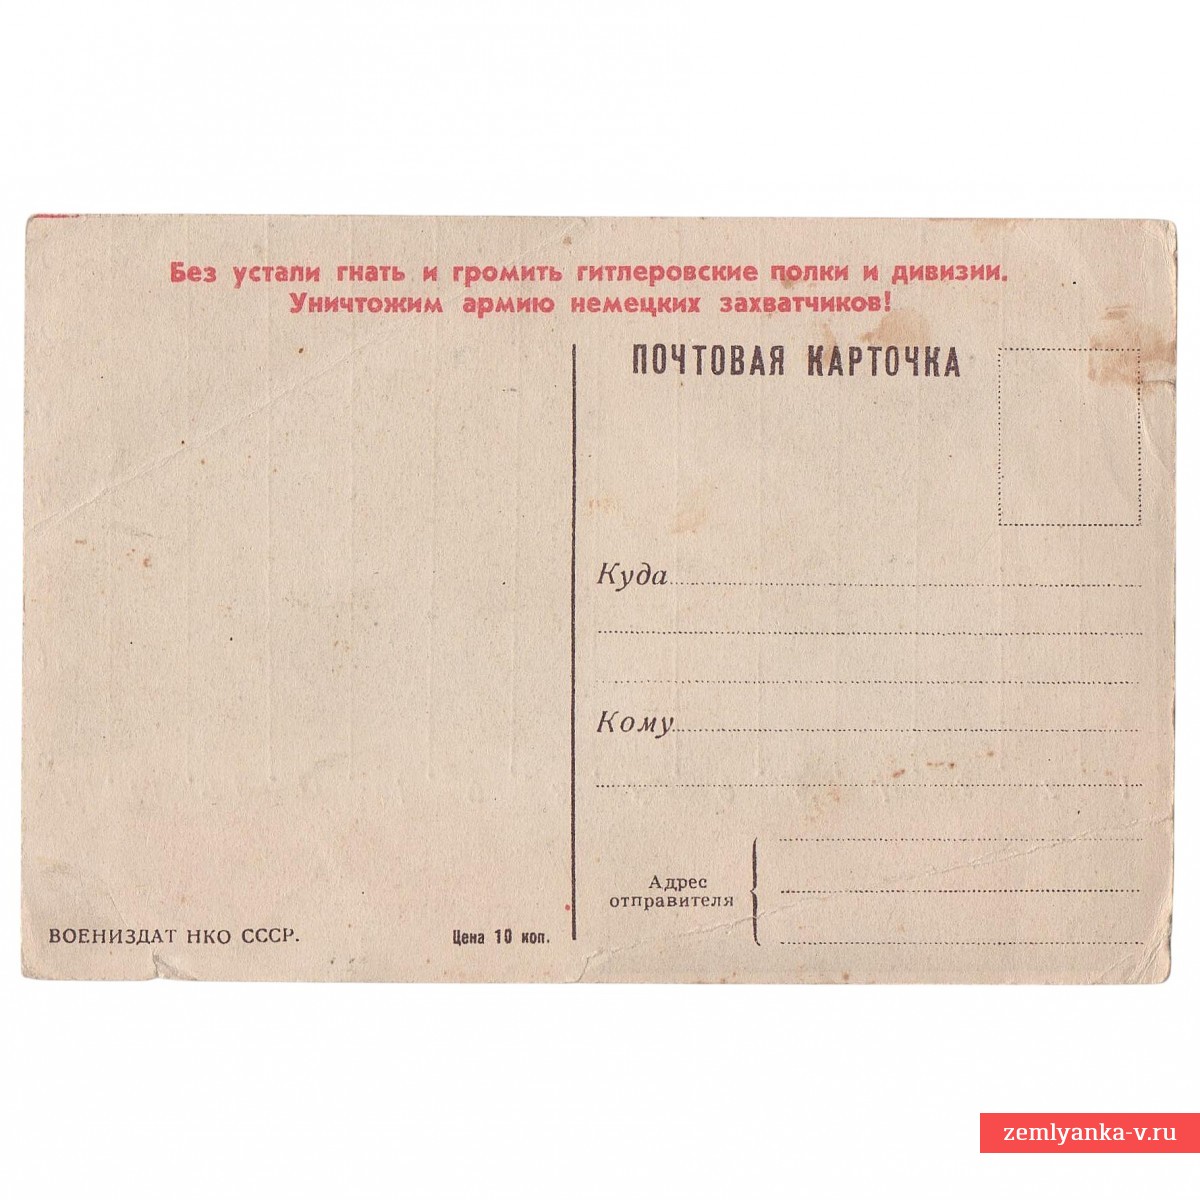 Без устали гнать и громить гитлеровские полки и дивизии.
Уничтожим армию немецких захватчиков!
ПОЧТОВАЯ КАРТОЧКА
Куда
Кому
Адрес
отправителя
ВОЕНИЗДАТ НКО СССР.
Цена 10 коп.
zemlyanka-v.ru